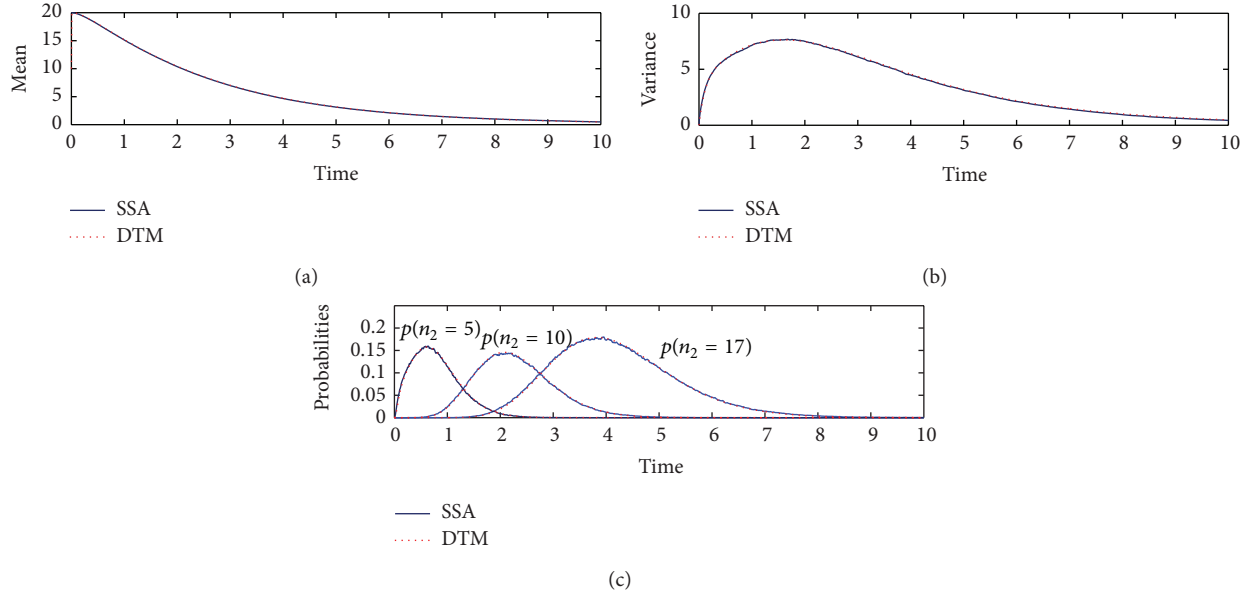 20
15
10
5
0
Mean
0 1 2 3 4 5 6 7 8 9 10
Time
SSA
DTM
(a)
10
5
0
Variance
0 1 2 3 4 5 6 7 8 9 10
Time
SSA
DTM
(b)
0.2
0.15
0.1
0.05
0
Probabilities
p(n₂ = 5)
p(n₂ = 10)
p(n₂ = 17)
0 1 2 3 4 5 6 7 8 9 10
Time
SSA
DTM
(c)